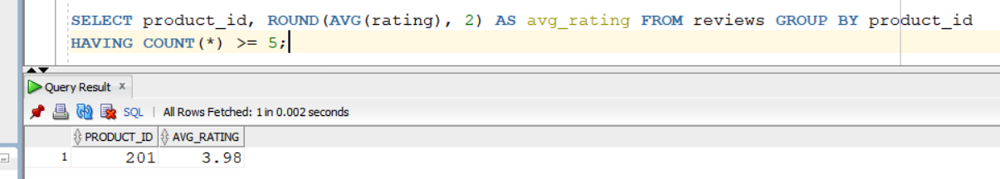 SELECT product_id, ROUND(AVG(rating), 2) AS avg_rating FROM reviews GROUP BY product_id
HAVING COUNT(*) >= 5;
Query Result x
SQL | All Rows Fetched: 1 in 0.002 seconds
PRODUCT_ID AVG_RATING
1 201 3.98